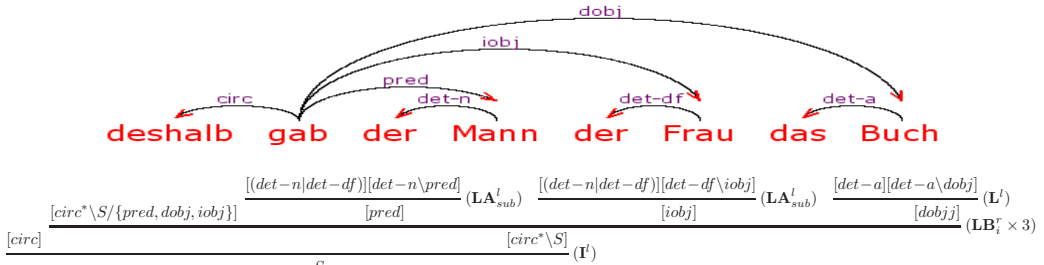 dobj
iobj
pred
circ det-n det-df det-a
deshalb gab der Mann der Frau das Buch
[(det−n|det−df)][det−n\pred] (LA^l_sub) [(det−n|det−df)][det−df\iobj] (LA^l_sub) [det−a][det−a\dobj] (L^l)
[circ*\S/{pred, dobj, iobj}] [pred] [iobj] [dobjj]
(LB^r_i × 3)
[circ] [circ*\S]
(I^l)